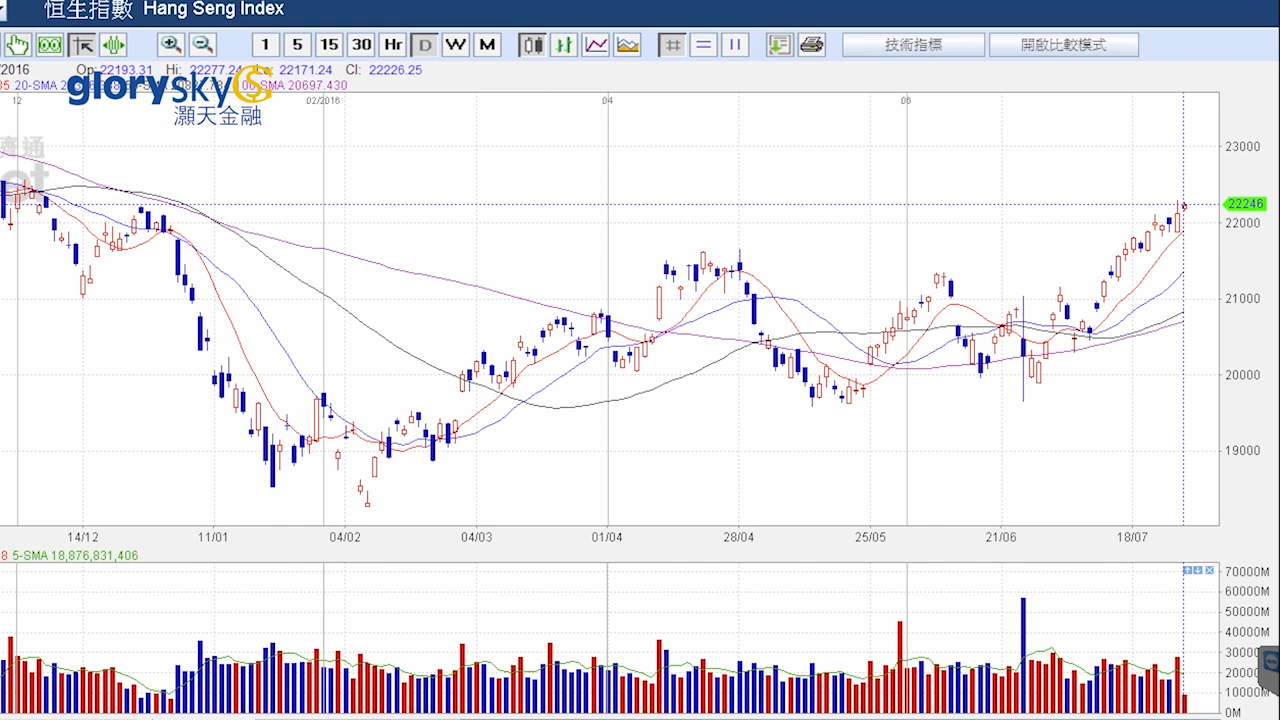 恒生指數 Hang Seng Index
1 5 15 30 Hr D W M 技術指標 開啟比較模式
/2016 Op: 22193.31 Hi: 22277.24 Lo: 22171.24 Cl: 22226.25
20-SMA SMA 20697.430
glorysky
灝天金融
12 02/2016 04 06
23000
22246
22000
21000
20000
19000
14/12 11/01 04/02 04/03 01/04 28/04 25/05 21/06 18/07
8 5-SMA 18,876,831,406
70000M
60000M
50000M
40000M
30000M
20000M
10000M
0M